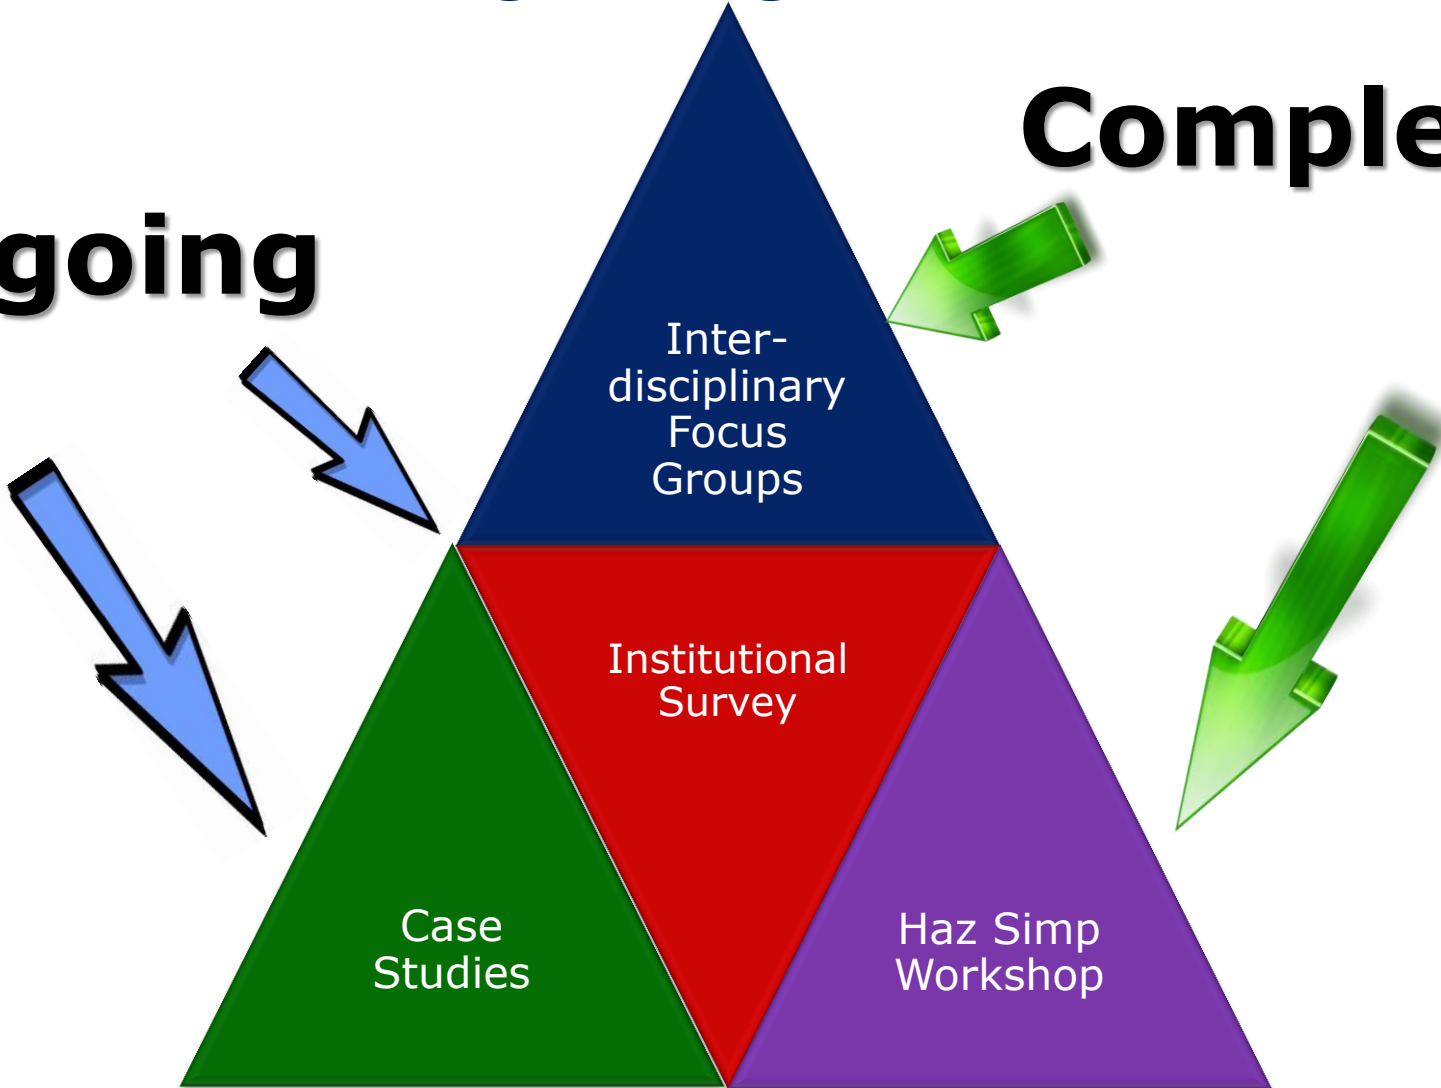 Comple
going
Inter-
disciplinary
Focus
Groups
Institutional
Survey
Case
Studies
Haz Simp
Workshop